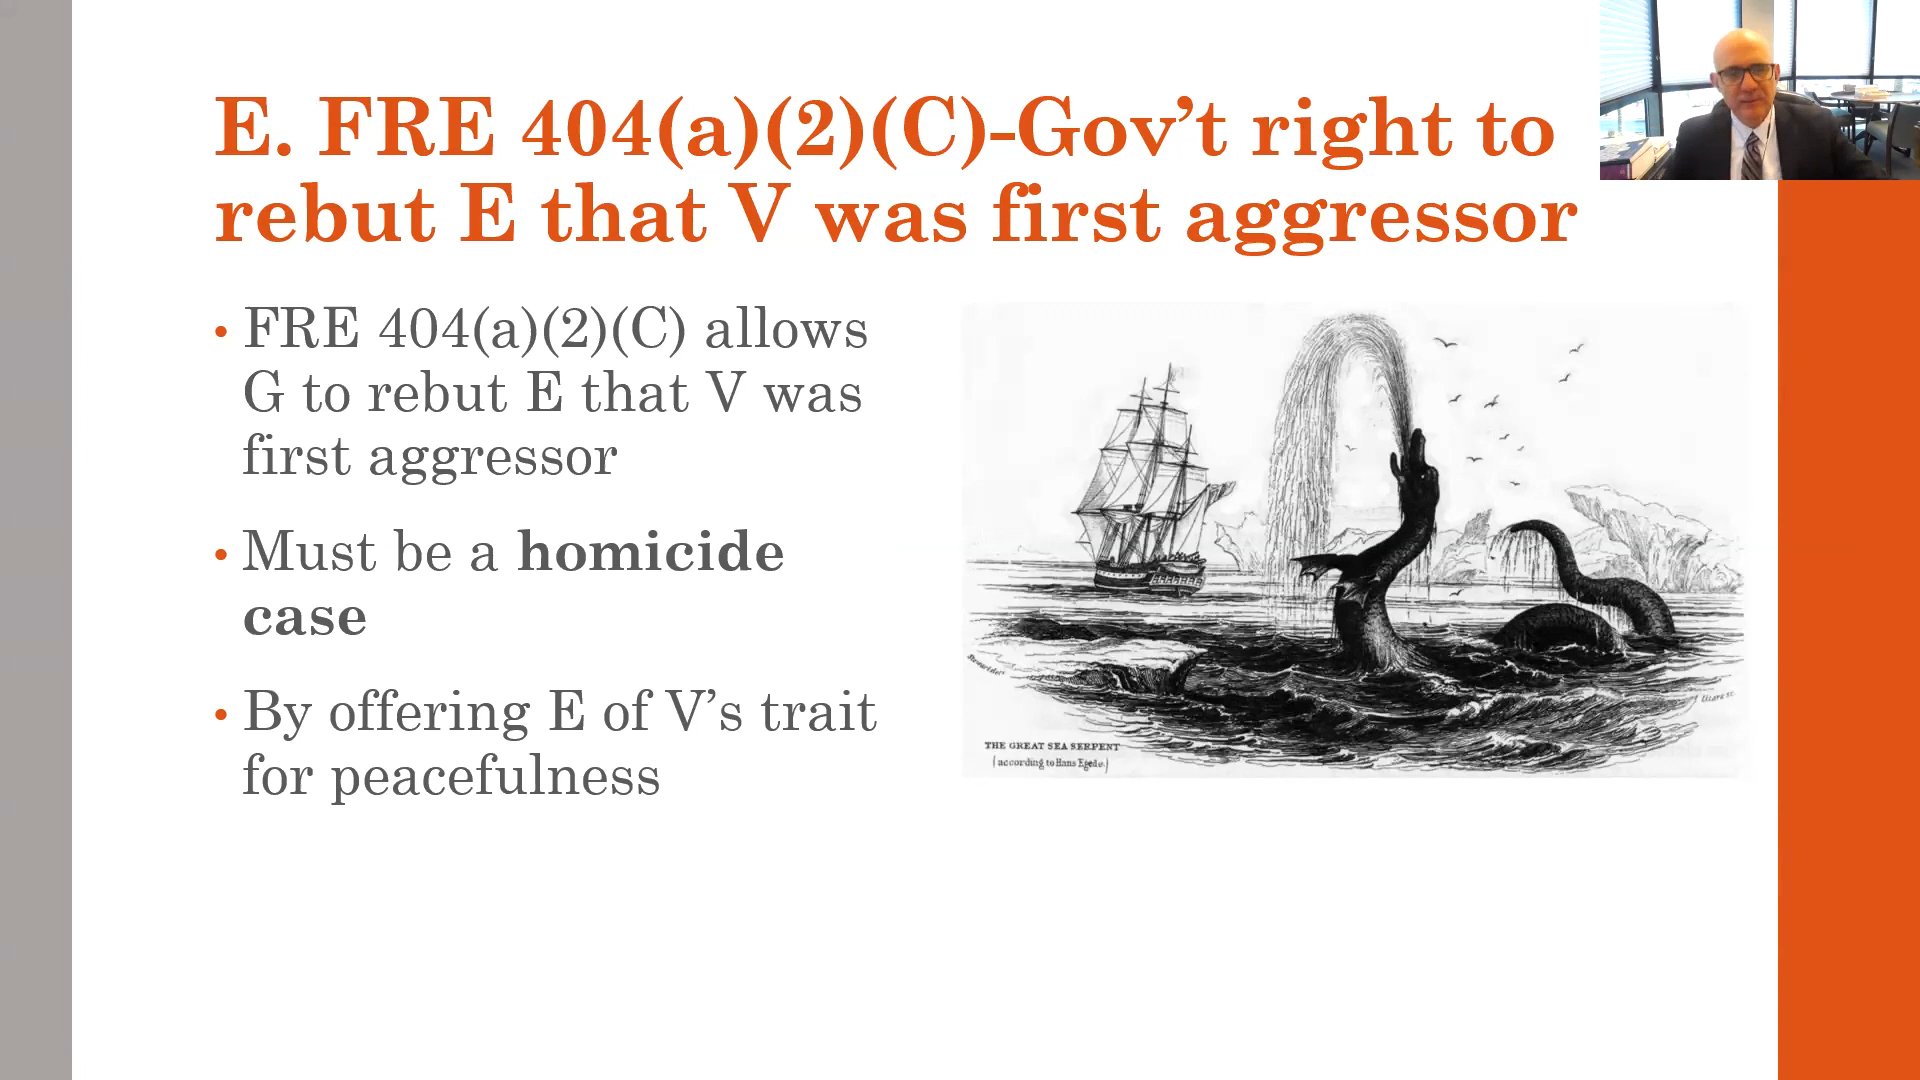 E. FRE 404(a)(2)(C)-Gov’t right to
rebut E that V was first aggressor
• FRE 404(a)(2)(C) allows
G to rebut E that V was
first aggressor
• Must be a homicide
case
• By offering E of V’s trait
for peacefulness
THE GREAT SEA SERPENT
(according to Hans Egede.)